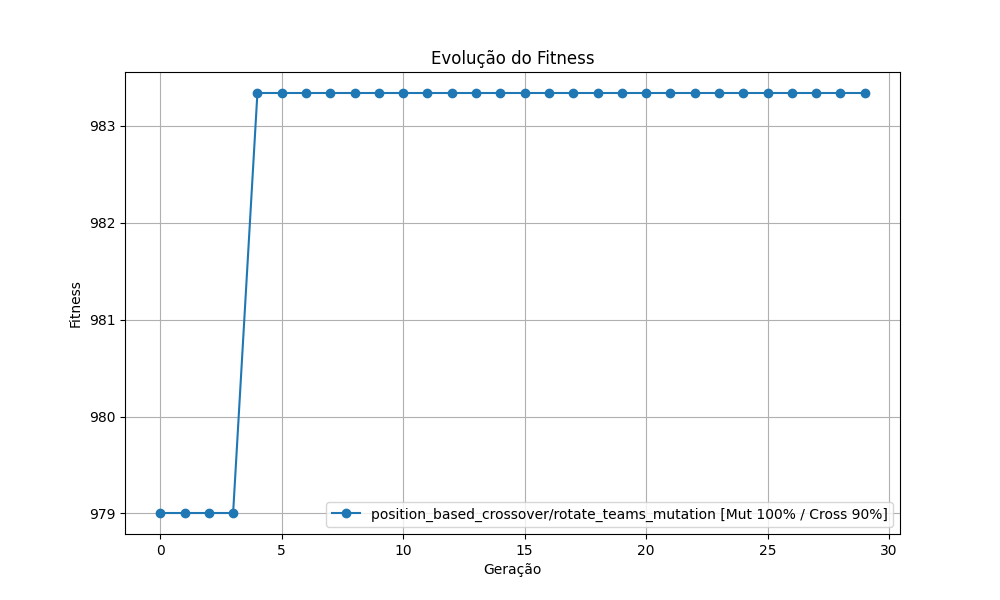 Evolução do Fitness
Fitness
983
982
981
980
979
position_based_crossover/rotate_teams_mutation [Mut 100% / Cross 90%]
0 5 10 15 20 25 30
Geração